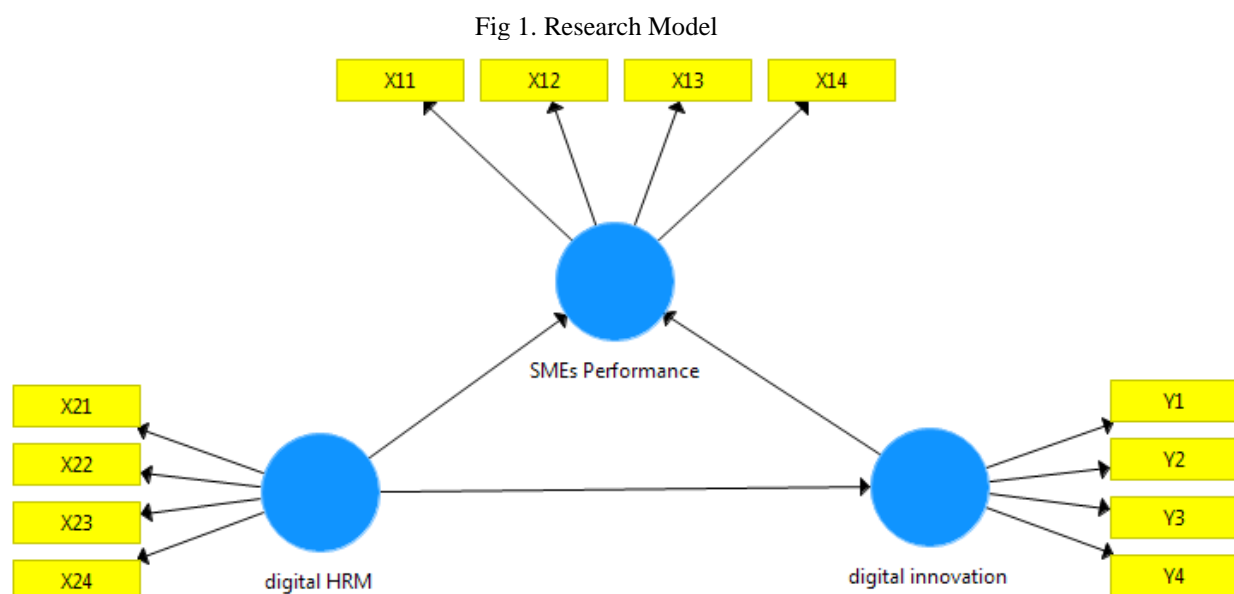 Fig 1. Research Model
X11 X12 X13 X14
SMEs Performance
X21
X22
X23
X24
digital HRM
Y1
Y2
Y3
Y4
digital innovation